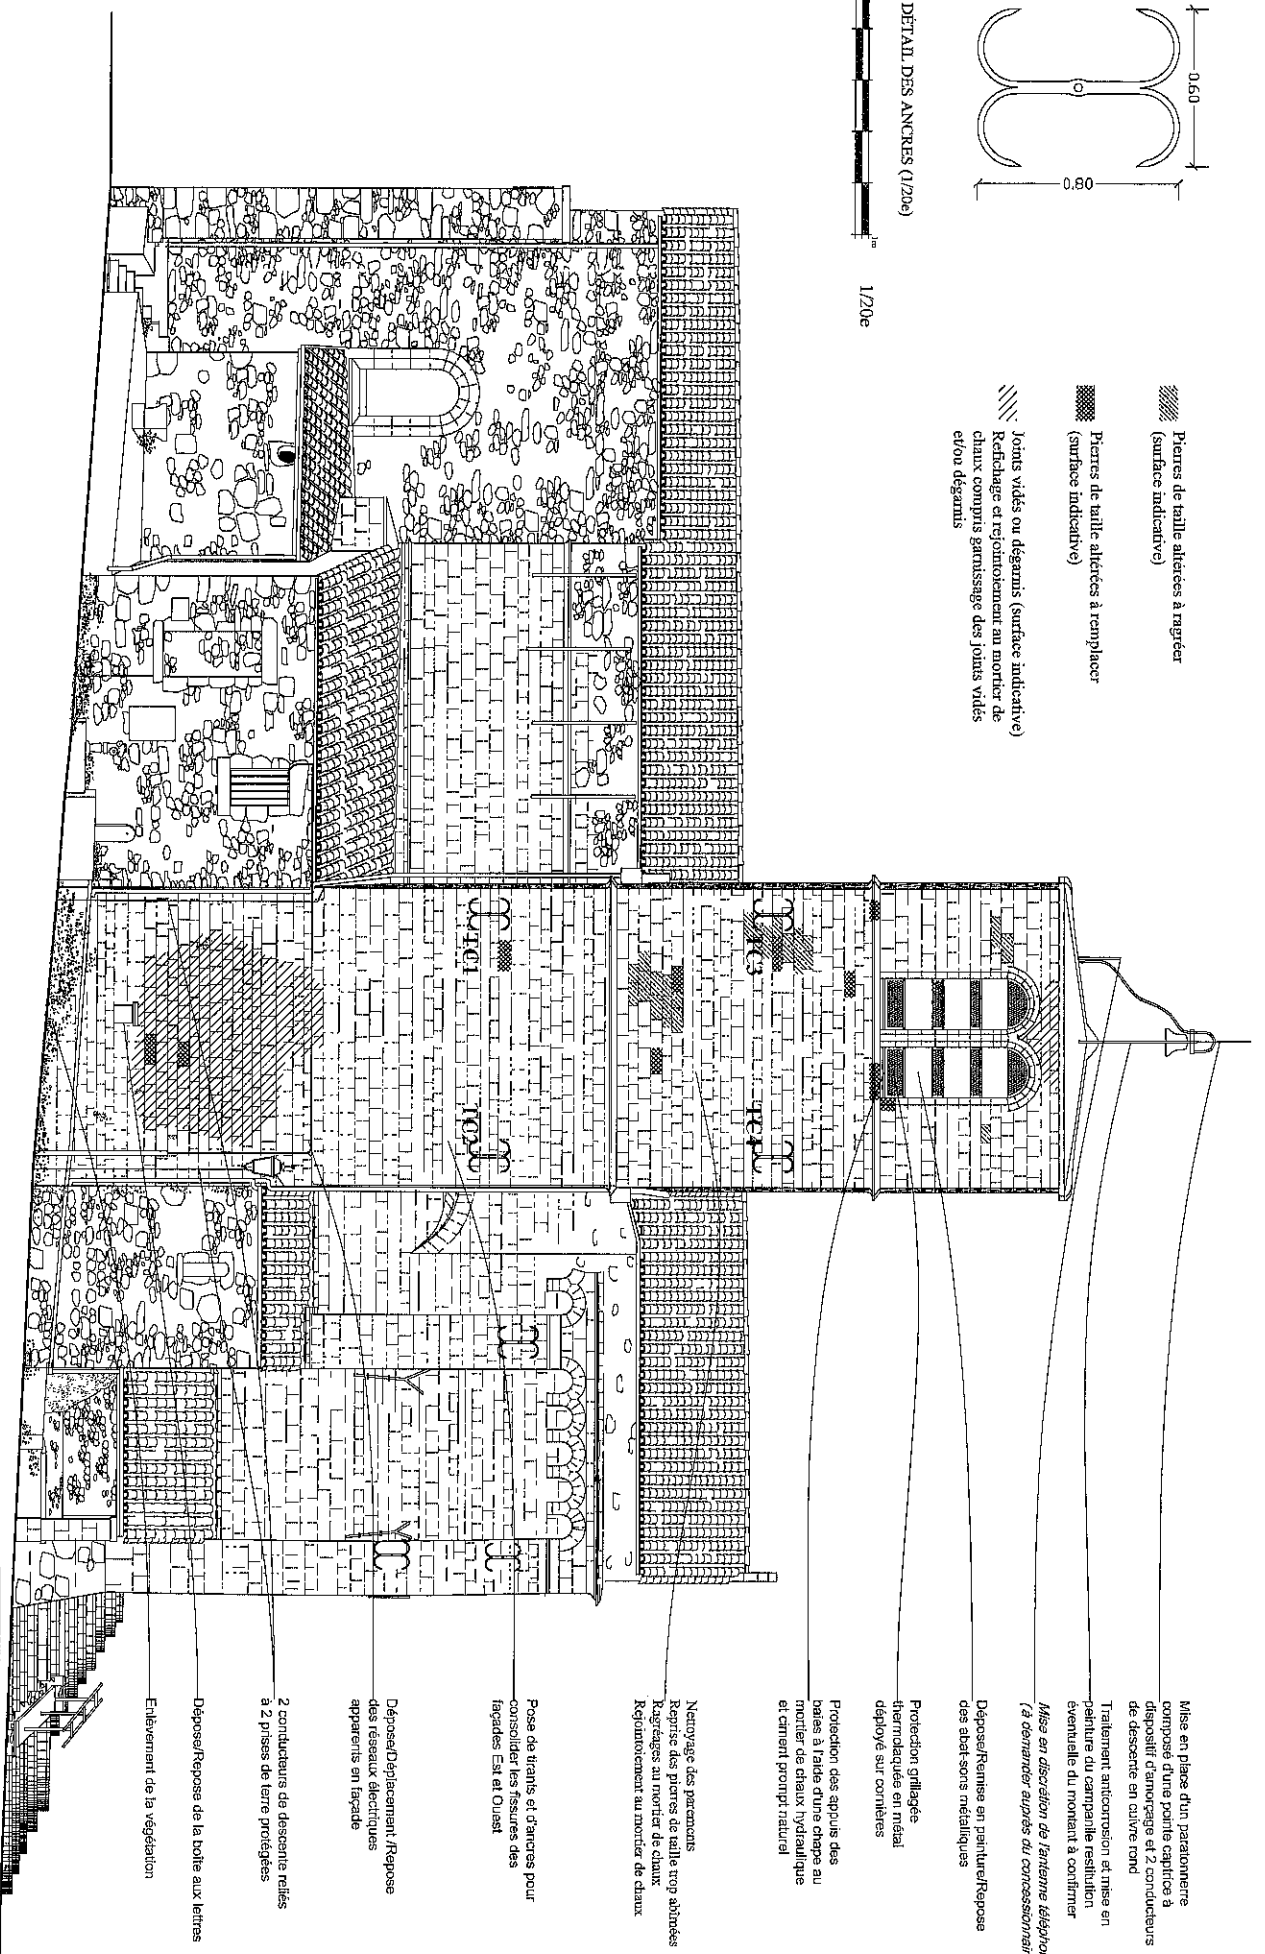 0.60
0.80
DÉTAIL DES ANCRES (1/20e)
1m
1/20e
Pierres de taille altérées à ragréer
(surface indicative)
Pierres de taille altérées à remplacer
(surface indicative)
Joints vidés ou dégarnis (surface indicative)
Refichage et rejointoiement au mortier de
chaux compris garnissage des joints vidés
et/ou dégarnis
TC1
TC2
TC3
TC4
Mise en place d'un paratonnerre
composé d'une pointe captrice à
dispositif d'amorçage et 2 conducteurs
de descente en cuivre rond
Traitement anticorrosion et mise en
peinture du campanile restitution
éventuelle du montant à confirmer
Mise en discrétion de l'antenne télépho
(à demander auprès du concessionnair
Dépose/Remise en peinture/Repose
des abat-sons métalliques
Protection grillagée
thermolaquée en métal
déployé sur cornières
Protection des appuis des
baies à l'aide d'une chape au
mortier de chaux hydraulique
et ciment prompt naturel
Nettoyage des parements
Reprise des pierres de taille trop abîmées
Ragréages au mortier de chaux
Rejointoiement au mortier de chaux
Pose de tirants et d'ancres pour
consolider les fissures des
façades Est et Ouest
Dépose/Déplacement /Repose
des réseaux électriques
apparents en façade
2 conducteurs de descente reliés
à 2 prises de terre protégées
Dépose/Repose de la boîte aux lettres
Enlèvement de la végétation